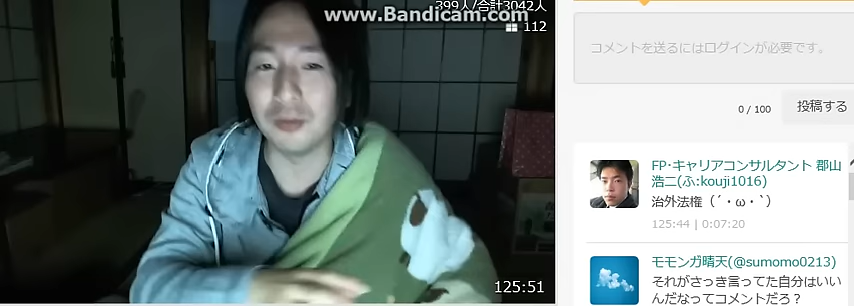 399人/合計3042人
www.Bandicam.com
112
125:51
コメントを送るにはログインが必要です。
0 / 100
投稿する
FP・キャリアコンサルタント 郡山
浩二(ふ:kouji1016)
治外法権（´・ω・`）
125:44 | 0:07:20
モモンガ晴天(@sumomo0213)
それがさっき言ってた自分はいい
んだなってコメントだろ？